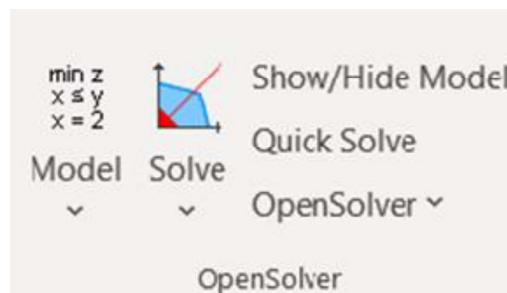 min z
x ≤ y
x = 2
Model
Solve
Show/Hide Model
Quick Solve
OpenSolver
OpenSolver